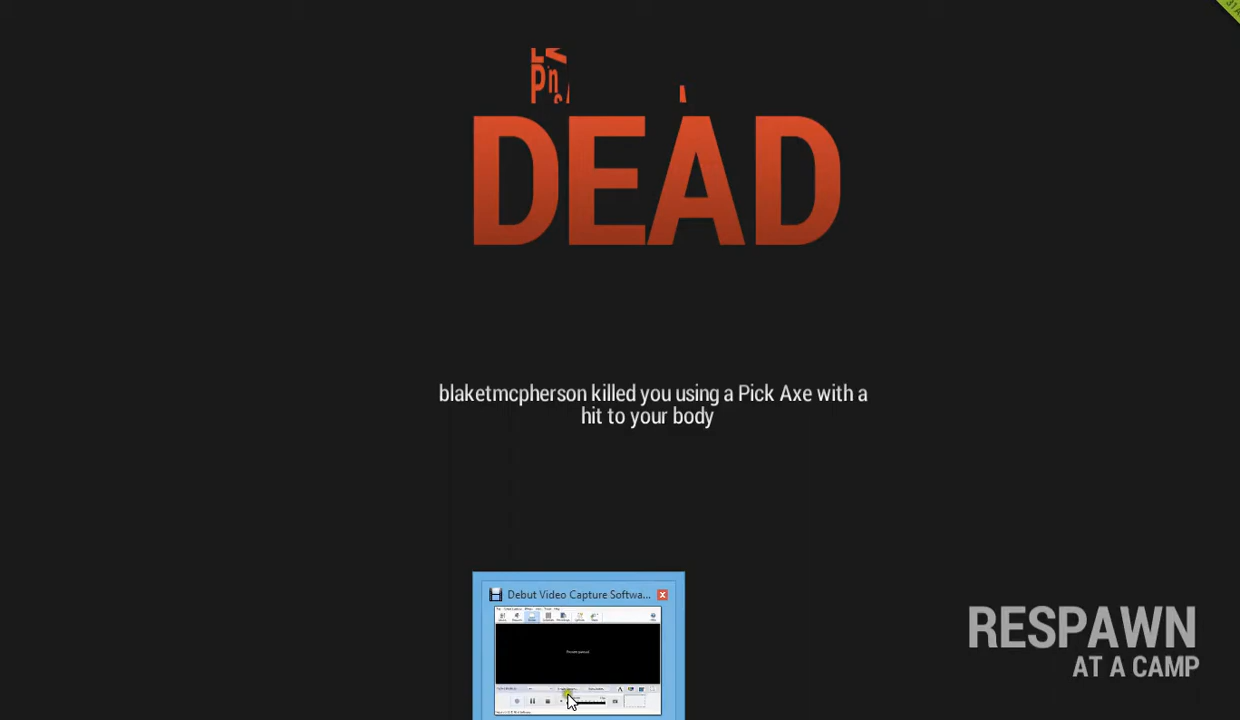 DEAD
blaketmcpherson killed you using a Pick Axe with a
hit to your body
Debut Video Capture Softwa...
RESPAWN
AT A CAMP